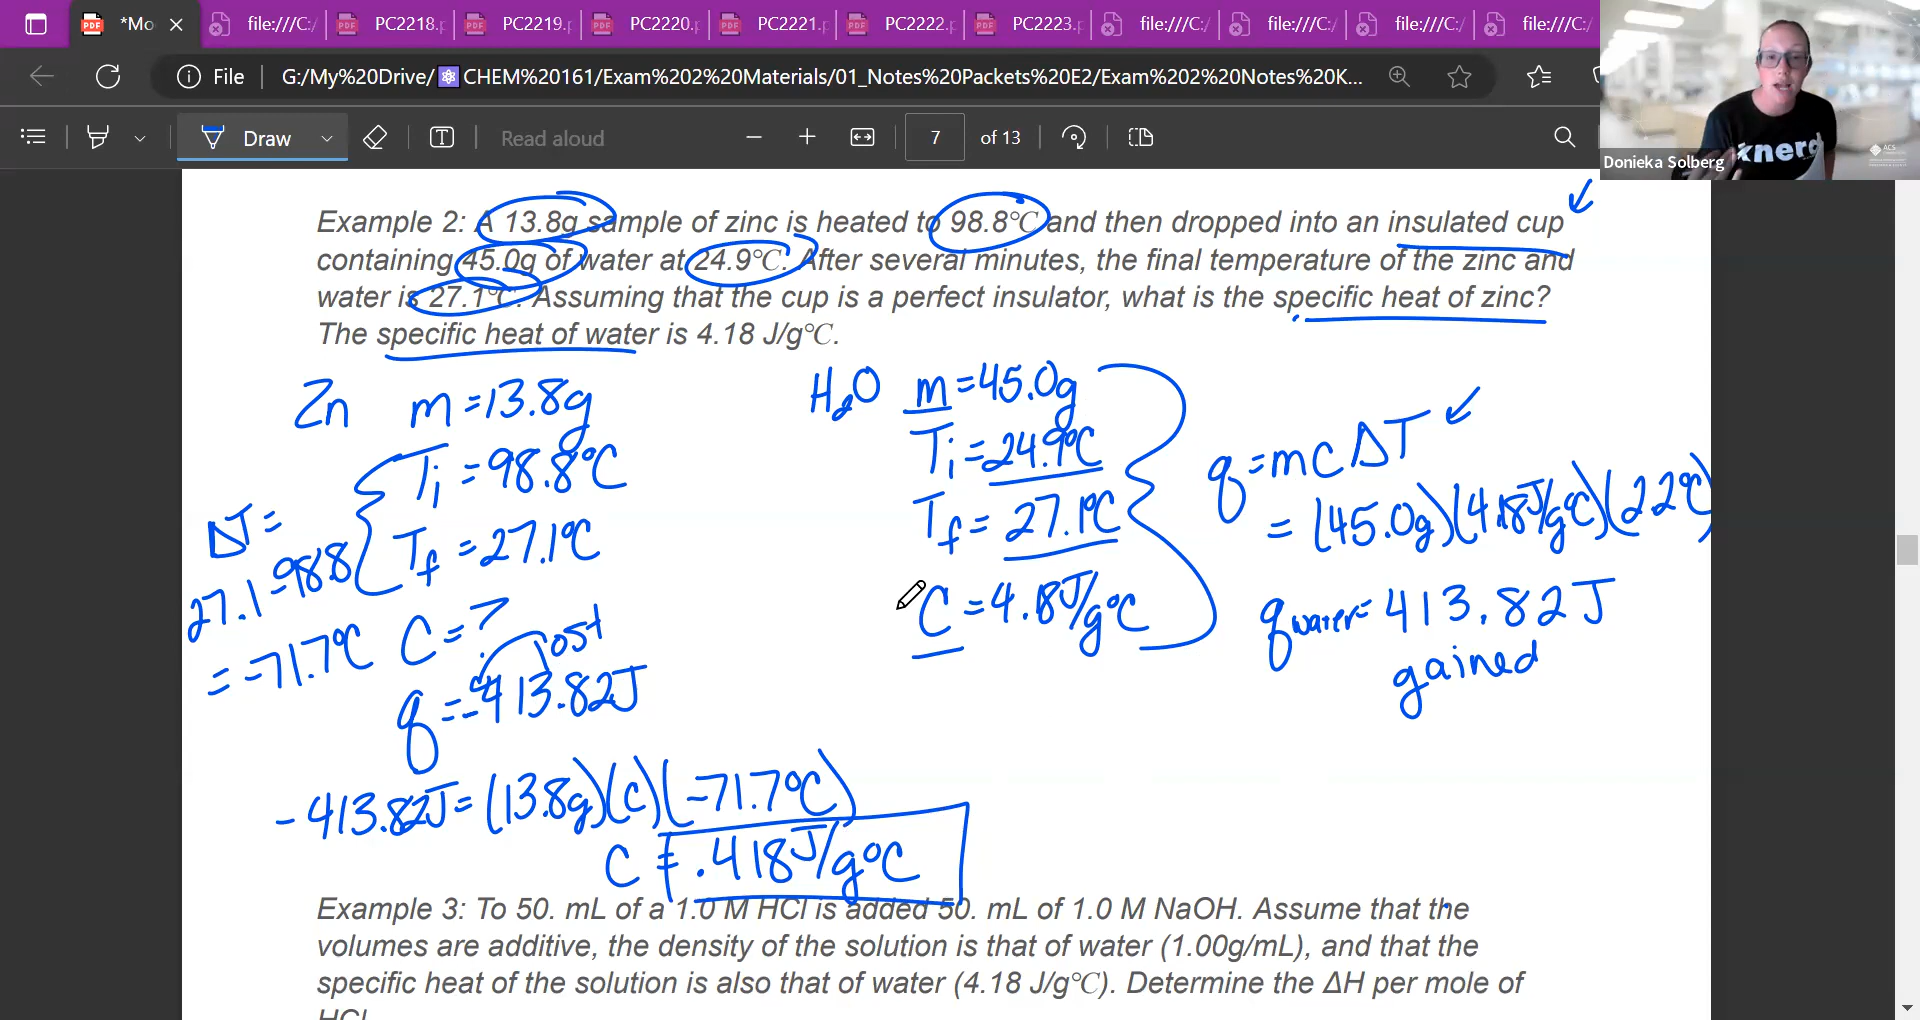 *Mo
file:///C:/
PC2218.p
PC2219.p
PC2220.p
PC2221.p
PC2222.p
PC2223.p
file:///C:/
file:///C:/
file:///C:/
file:///C:/
File
G:/My%20Drive/⚛CHEM%20161/Exam%202%20Materials/01_Notes%20Packets%20E2/Exam%202%20Notes%20K...
Draw
Read aloud
7
of 13
Donieka Solberg
ACS
Example 2: A 13.8g sample of zinc is heated to 98.8℃ and then dropped into an insulated cup
containing 45.0g of water at 24.9℃. After several minutes, the final temperature of the zinc and
water is 27.1℃. Assuming that the cup is a perfect insulator, what is the specific heat of zinc?
The specific heat of water is 4.18 J/g℃.
Zn m=13.8g
Ti =98.8°C
Tf =27.1°C
ΔT=
27.1-98.8
= -71.7°C
C=?
lost
q=-413.82J
-413.82J=(13.8g)(C)(-71.7°C)
C = .418J/g°C
H2O m=45.0g
Ti=24.9°C
Tf= 27.1°C
C =4.18J/g°C
q=mCΔT
= (45.0g)(4.18J/g°C)(2.2°C)
qwater= 413.82J
gained
Example 3: To 50. mL of a 1.0 M HCl is added 50. mL of 1.0 M NaOH. Assume that the
volumes are additive, the density of the solution is that of water (1.00g/mL), and that the
specific heat of the solution is also that of water (4.18 J/g℃). Determine the ΔH per mole of
HCl